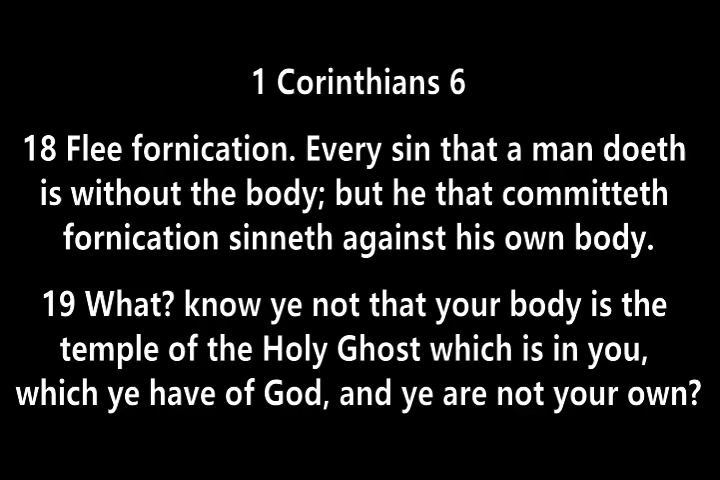 1 Corinthians 6
18 Flee fornication. Every sin that a man doeth
is without the body; but he that committeth
fornication sinneth against his own body.
19 What? know ye not that your body is the
temple of the Holy Ghost which is in you,
which ye have of God, and ye are not your own?